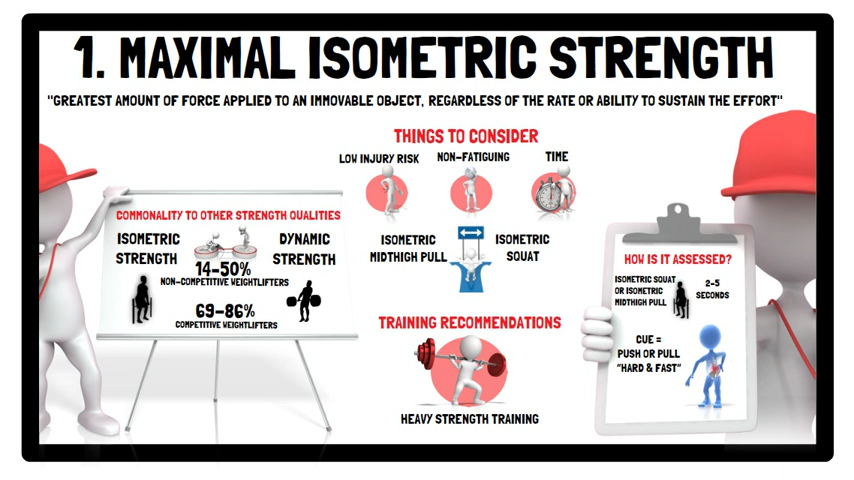 1. MAXIMAL ISOMETRIC STRENGTH
"GREATEST AMOUNT OF FORCE APPLIED TO AN IMMOVABLE OBJECT, REGARDLESS OF THE RATE OR ABILITY TO SUSTAIN THE EFFORT"
COMMONALITY TO OTHER STRENGTH QUALITIES
ISOMETRIC
STRENGTH
DYNAMIC
STRENGTH
14-50%
NON-COMPETITIVE WEIGHTLIFTERS
69-86%
COMPETITIVE WEIGHTLIFTERS
THINGS TO CONSIDER
LOW INJURY RISK
NON-FATIGUING
TIME
ISOMETRIC
MIDTHIGH PULL
ISOMETRIC
SQUAT
TRAINING RECOMMENDATIONS
HEAVY STRENGTH TRAINING
HOW IS IT ASSESSED?
ISOMETRIC SQUAT
OR ISOMETRIC
MIDTHIGH PULL
2-5
SECONDS
CUE =
PUSH OR PULL
"HARD & FAST"